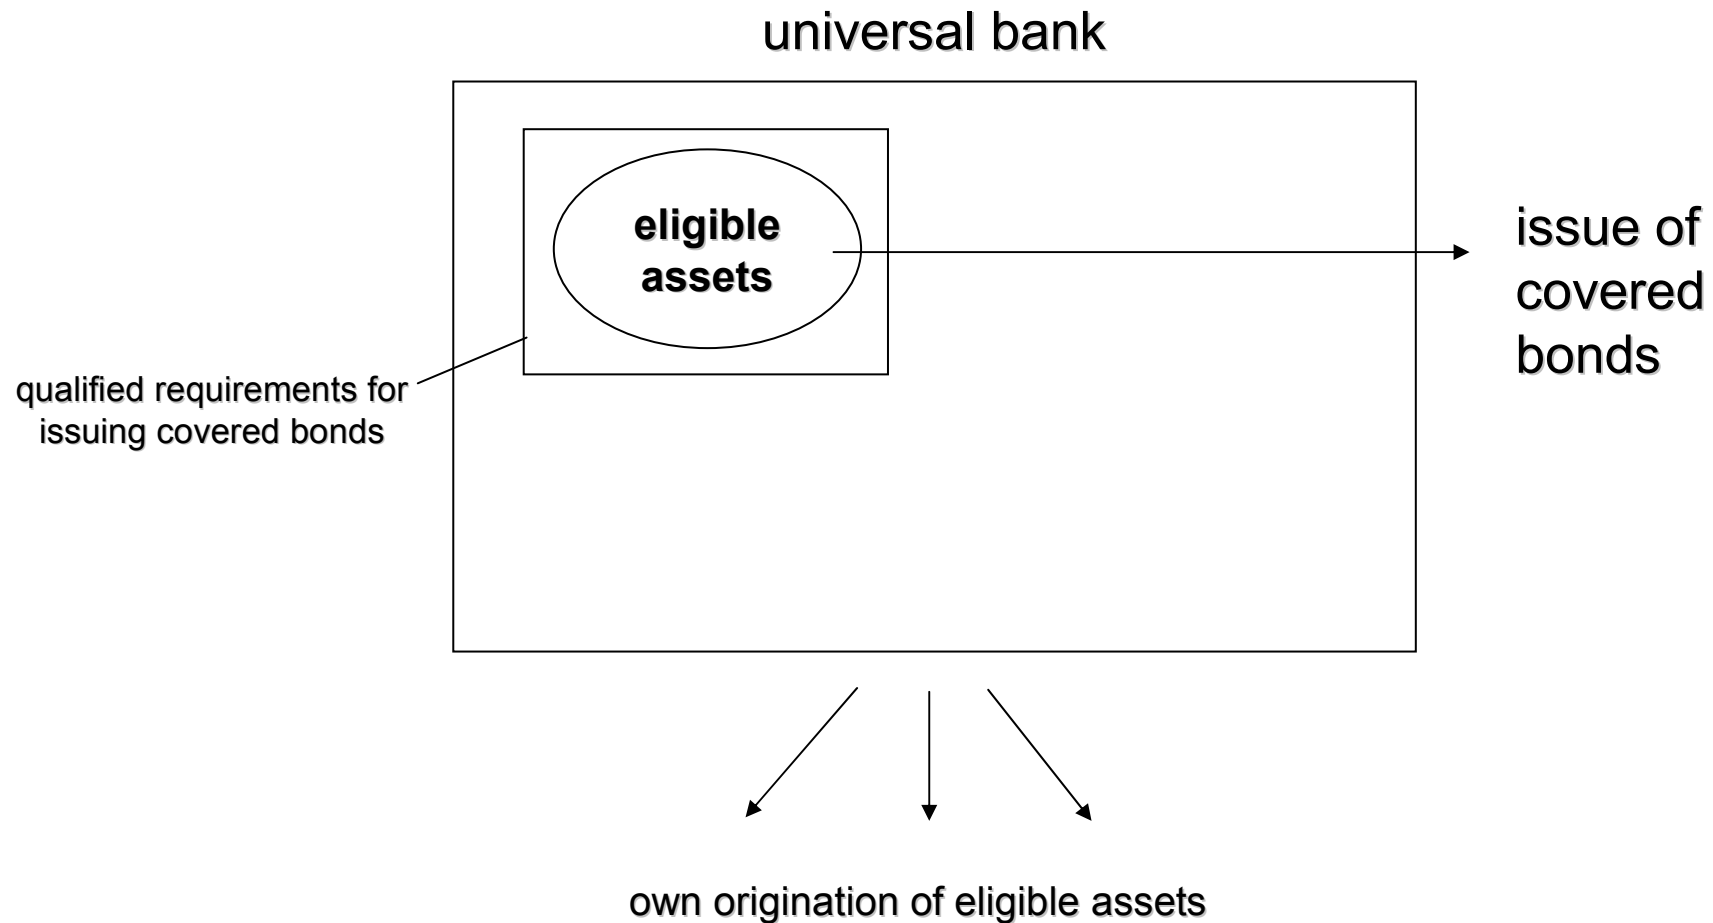 universal bank
eligible
assets
issue of
covered
bonds
qualified requirements for
issuing covered bonds
own origination of eligible assets